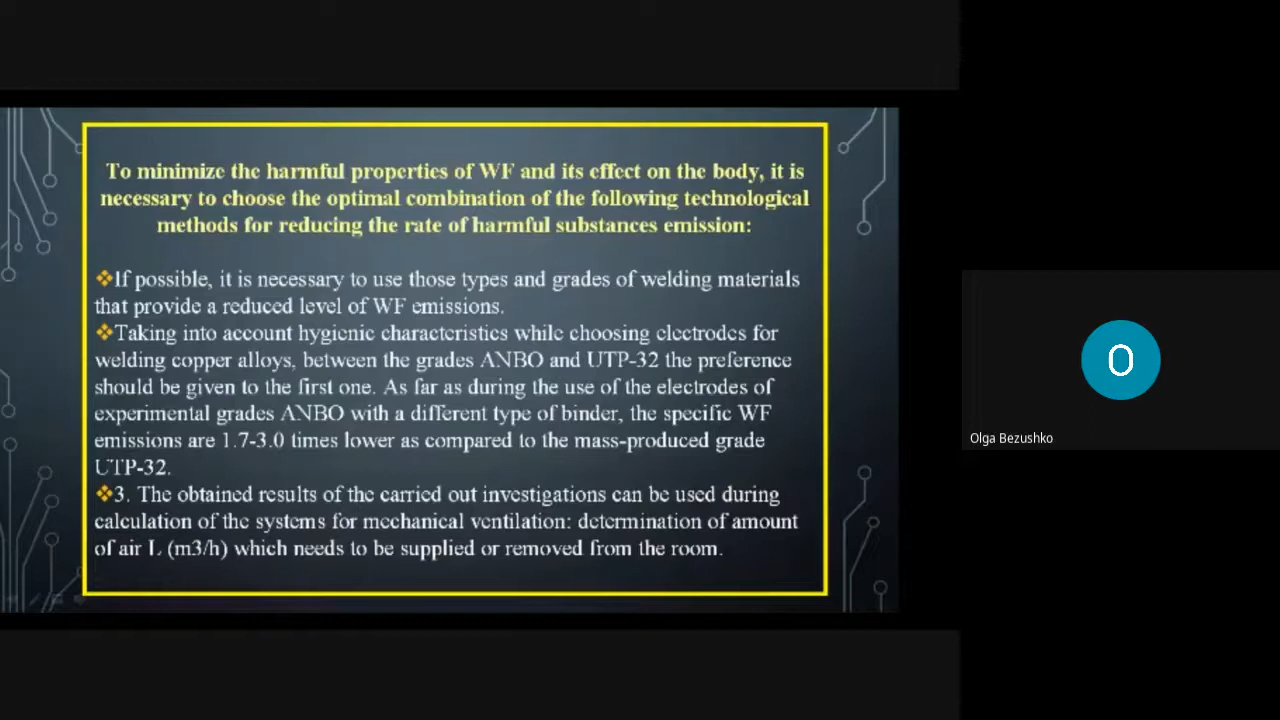 To minimize the harmful properties of WF and its effect on the body, it is
necessary to choose the optimal combination of the following technological
methods for reducing the rate of harmful substances emission:
❖If possible, it is necessary to use those types and grades of welding materials
that provide a reduced level of WF emissions.
❖Taking into account hygienic characteristics while choosing electrodes for
welding copper alloys, between the grades ANBO and UTP-32 the preference
should be given to the first one. As far as during the use of the electrodes of
experimental grades ANBO with a different type of binder, the specific WF
emissions are 1.7-3.0 times lower as compared to the mass-produced grade
UTP-32.
❖3. The obtained results of the carried out investigations can be used during
calculation of the systems for mechanical ventilation: determination of amount
of air L (m3/h) which needs to be supplied or removed from the room.
O
Olga Bezushko